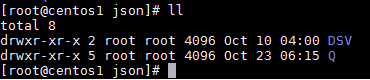 [root@centos1 json]# ll
total 8
drwxr-xr-x 2 root root 4096 Oct 10 04:00 DSV
drwxr-xr-x 5 root root 4096 Oct 23 06:15 Q
[root@centos1 json]#